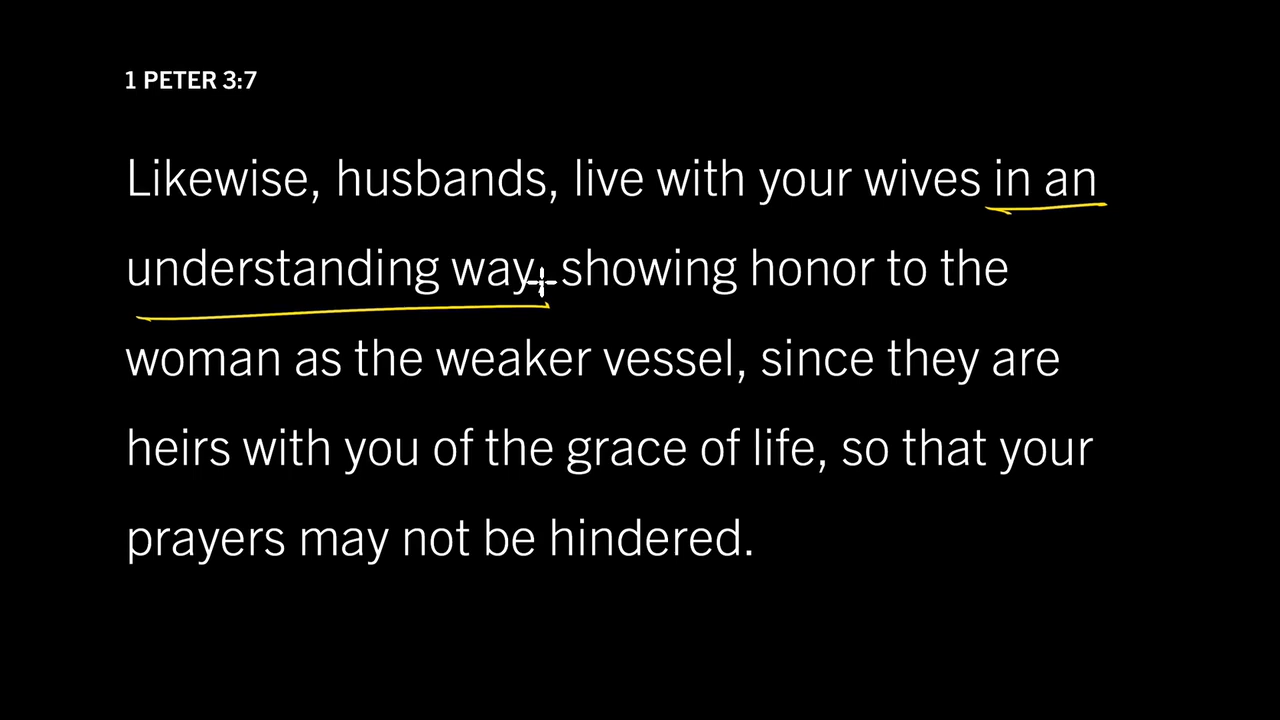 1 PETER 3:7
Likewise, husbands, live with your wives in an
understanding way, showing honor to the
woman as the weaker vessel, since they are
heirs with you of the grace of life, so that your
prayers may not be hindered.